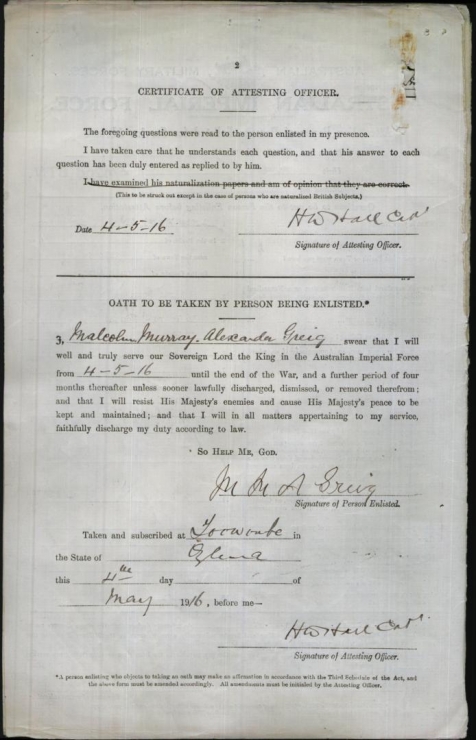 2
CERTIFICATE OF ATTESTING OFFICER.
The foregoing questions were read to the person enlisted in my presence.
I have taken care that he understands each question, and that his answer to each
question has been duly entered as replied to by him.
I have examined his naturalization papers and am of opinion that they are correct.
(This to be struck out except in the case of persons who are naturalized British Subjects.)
Date 4-5-16
H W Hall
Signature of Attesting Officer.
OATH TO BE TAKEN BY PERSON BEING ENLISTED.*
I, Malcolm Murray Alexander Greig swear that I will
well and truly serve our Sovereign Lord the King in the Australian Imperial Force
from 4-5-16 until the end of the War, and a further period of four
months thereafter unless sooner lawfully discharged, dismissed, or removed therefrom;
and that I will resist His Majesty's enemies and cause His Majesty's peace to be
kept and maintained; and that I will in all matters appertaining to my service,
faithfully discharge my duty according to law.
SO HELP ME, GOD.
M M A Greig
Signature of Person Enlisted.
Taken and subscribed at in
the State of
this 4th day of
May 1916, before me—
H W Hall
Signature of Attesting Officer.
*A person enlisting who objects to taking an oath may make an affirmation in accordance with the Third Schedule of the Act, and
the above form must be amended accordingly. All amendments must be initialed by the Attesting Officer.